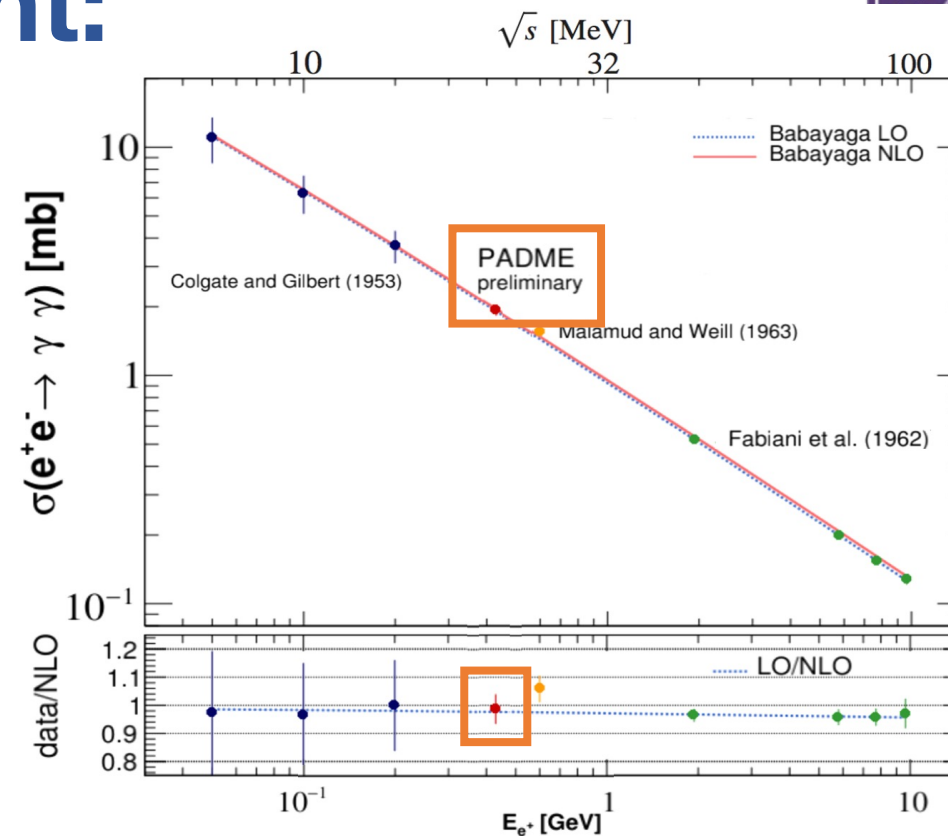 nt:
√s [MeV]
10 32 100
Babayaga LO
Babayaga NLO
10
PADME
preliminary
Colgate and Gilbert (1953)
Malamud and Weill (1963)
1
Fabiani et al. (1962)
σ(e⁺e⁻→ γ γ) [mb]
10⁻¹
1.2
LO/NLO
1.1
1
0.9
0.8
data/NLO
10⁻¹ 1 10
E_e⁺ [GeV]